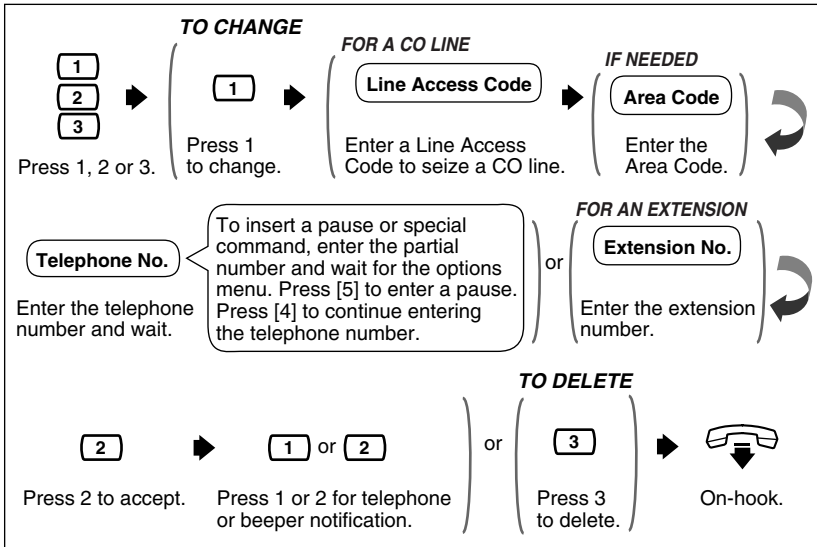 TO CHANGE
FOR A CO LINE
IF NEEDED
1
2
3
1
Line Access Code
Area Code
Press 1, 2 or 3.
Press 1
to change.
Enter a Line Access
Code to seize a CO line.
Enter the
Area Code.
FOR AN EXTENSION
Telephone No.
To insert a pause or special
command, enter the partial
number and wait for the options
menu. Press [5] to enter a pause.
Press [4] to continue entering
the telephone number.
or
Extension No.
Enter the telephone
number and wait.
Enter the extension
number.
TO DELETE
2
1 or 2
or
3
Press 2 to accept.
Press 1 or 2 for telephone
or beeper notification.
Press 3
to delete.
On-hook.